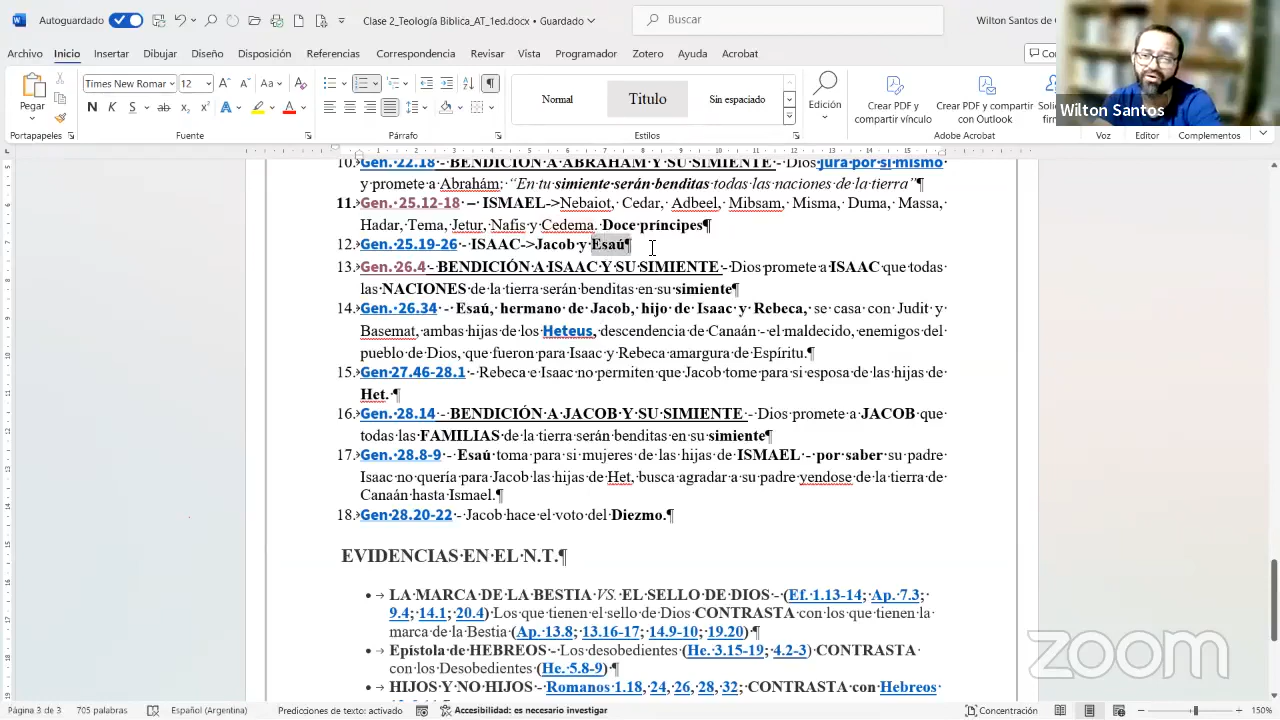 Autoguardado
Clase 2_Teología Biblica_AT_1ed.docx • Guardado
Buscar
Wilton Santos de
Archivo Inicio Insertar Dibujar Diseño Disposición Referencias Correspondencia Revisar Vista Programador Zotero Ayuda Acrobat
Times New Roman 12
Pegar
Normal
Titulo
Sin espaciado
Edición
Crear PDF y compartir vínculo
Crear PDF y compartir con Outlook
Wilton Santos
Portapapeles Fuente Párrafo Estilos Adobe Acrobat Voz Editor Complementos
10. Gen. 22.18 - BENDICIÓN A ABRAHAM Y SU SIMIENTE - Dios jura por si mismo
y promete a Abrahám: “En tu simiente serán benditas todas las naciones de la tierra”¶
11. Gen. 25.12-18 – ISMAEL->Nebaiot, Cedar, Adbeel, Mibsam, Misma, Duma, Massa,
Hadar, Tema, Jetur, Nafis y Cedema. Doce príncipes¶
12. Gen. 25.19-26 - ISAAC->Jacob y Esaú¶
13. Gen. 26.4 - BENDICIÓN A ISAAC Y SU SIMIENTE - Dios promete a ISAAC que todas
las NACIONES de la tierra serán benditas en su simiente¶
14. Gen. 26.34 - Esaú, hermano de Jacob, hijo de Isaac y Rebeca, se casa con Judit y
Basemat, ambas hijas de los Heteus, descendencia de Canaán - el maldecido, enemigos del
pueblo de Dios, que fueron para Isaac y Rebeca amargura de Espíritu.¶
15. Gen 27.46-28.1 - Rebeca e Isaac no permiten que Jacob tome para si esposa de las hijas de
Het. ¶
16. Gen. 28.14 - BENDICIÓN A JACOB Y SU SIMIENTE - Dios promete a JACOB que
todas las FAMILIAS de la tierra serán benditas en su simiente¶
17. Gen. 28.8-9 - Esaú toma para si mujeres de las hijas de ISMAEL - por saber su padre
Isaac no quería para Jacob las hijas de Het, busca agradar a su padre yendose de la tierra de
Canaán hasta Ismael.¶
18. Gen 28.20-22 - Jacob hace el voto del Diezmo.¶
EVIDENCIAS EN EL N.T.¶
• LA MARCA DE LA BESTIA VS. EL SELLO DE DIOS - (Ef. 1.13-14; Ap. 7.3;
9.4; 14.1; 20.4) Los que tienen el sello de Dios CONTRASTA con los que tienen la
marca de la Bestia (Ap. 13.8; 13.16-17; 14.9-10; 19.20) ¶
• Epístola de HEBREOS - Los desobedientes (He. 3.15-19; 4.2-3) CONTRASTA
con los Desobedientes (He. 5.8-9) ¶
• HIJOS Y NO HIJOS - Romanos 1.18, 24, 26, 28, 32; CONTRASTA con Hebreos
zoom
Página 3 de 3 705 palabras Español (Argentina) Predicciones de texto: activado Accesibilidad: es necesario investigar Concentración 150%